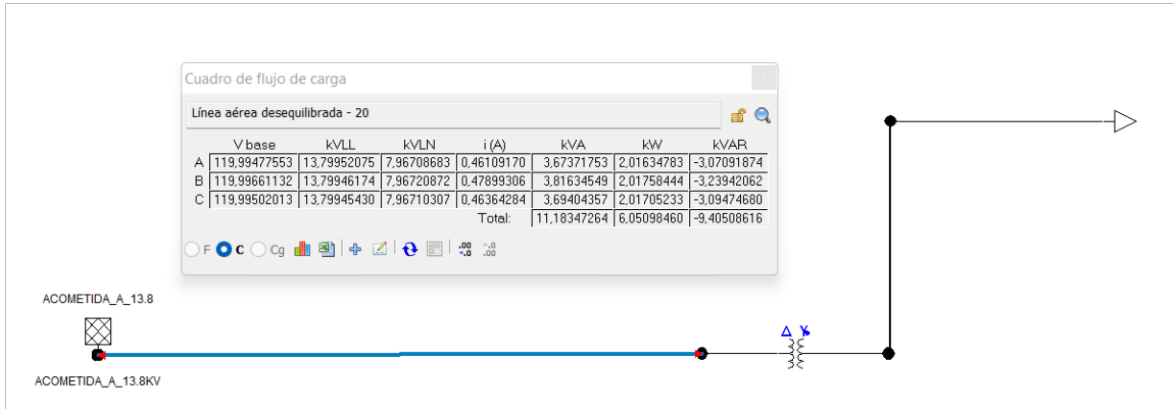 Cuadro de flujo de carga
Línea aérea desequilibrada - 20
V base kVLL kVLN i (A) kVA kW kVAR
A 119,99477553 13,79952075 7,96708683 0,46109170 3,67371753 2,01634783 -3,07091874
B 119,99661132 13,79946174 7,96720872 0,47899306 3,81634549 2,01758444 -3,23942062
C 119,99502013 13,79945430 7,96710307 0,46364284 3,69404357 2,01705233 -3,09474680
Total: 11,18347264 6,05098460 -9,40508616
F C Cg
ACOMETIDA_A_13.8
ACOMETIDA_A_13.8KV